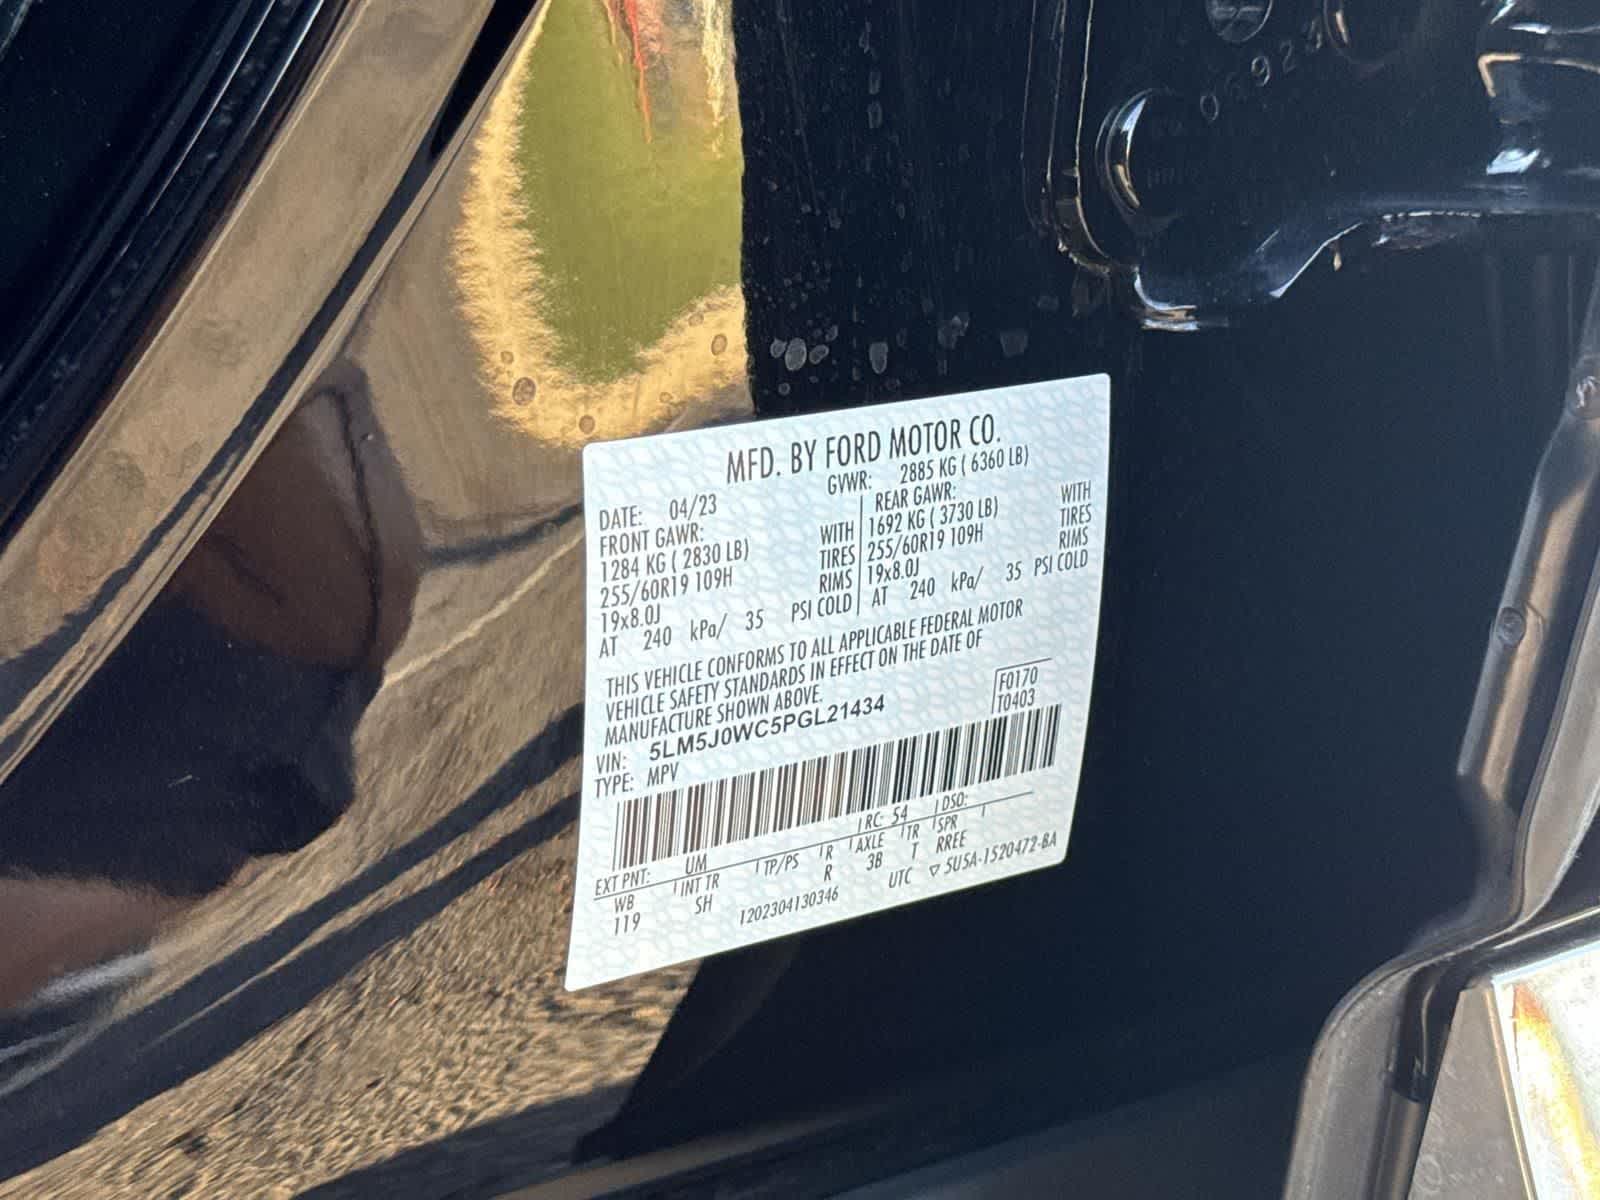 MFD. BY FORD MOTOR CO.
DATE: 04/23 GVWR: 2885 KG ( 6360 LB)
FRONT GAWR: WITH
1284 KG ( 2830 LB) TIRES
255/60R19 109H RIMS
19x8.0J
AT 240 kPa/ 35 PSI COLD
REAR GAWR: WITH
1692 KG ( 3730 LB) TIRES
255/60R19 109H RIMS
19x8.0J
AT 240 kPa/ 35 PSI COLD
THIS VEHICLE CONFORMS TO ALL APPLICABLE FEDERAL MOTOR
VEHICLE SAFETY STANDARDS IN EFFECT ON THE DATE OF
MANUFACTURE SHOWN ABOVE.
F0170
T0403
VIN: 5LM5J0WC5PGL21434
TYPE: MPV
EXT PNT: UM RC: 54 DSO:
WB INT TR TP/PS R AXLE TR SPR
119 SH R 3B T RREE
1202304130346 UTC ▽ 5U5A-1520472-BA